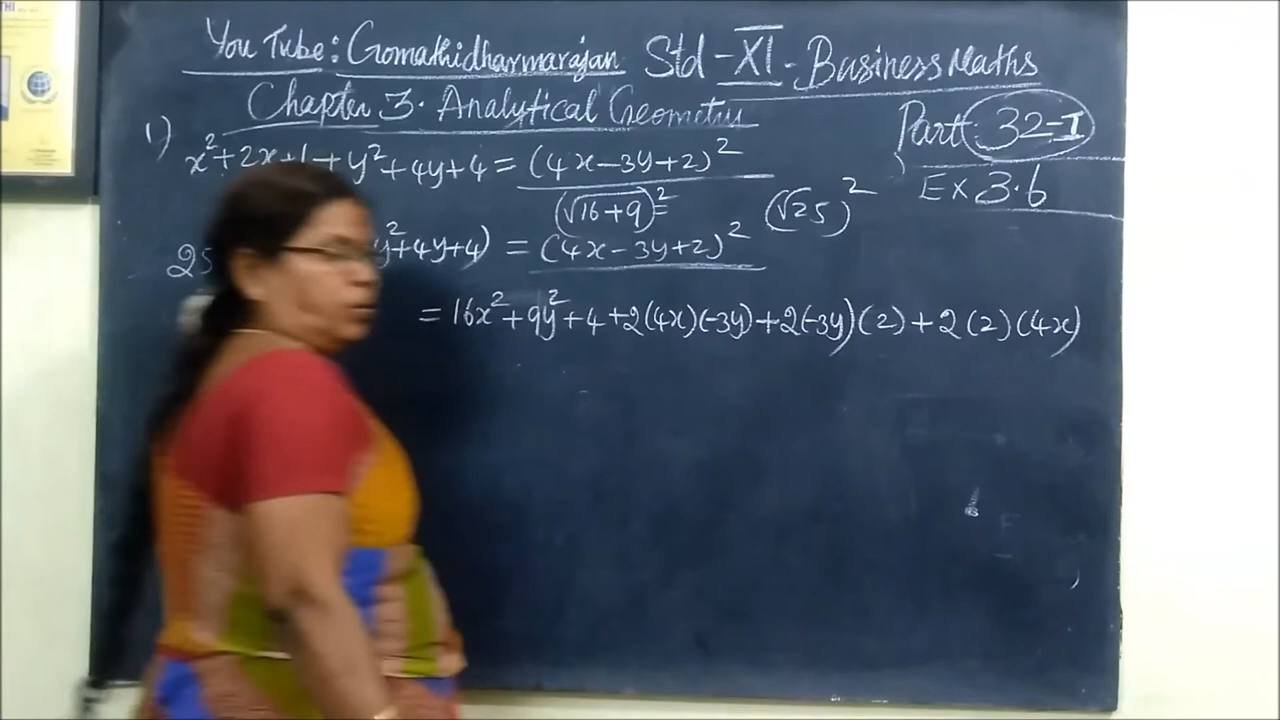 THI
YouTube: Gomathidharmarajan Std-XI-Business Maths
Chapter 3. Analytical Geometry
Part: 32-I
Ex 3.6
1) x²+2x+1+y²+4y+4 = (4x-3y+2)²
(√16+9)² (√25)²
25 y²+4y+4) = (4x-3y+2)²
= 16x²+9y²+4+2(4x)(-3y)+2(-3y)(2)+2(2)(4x)